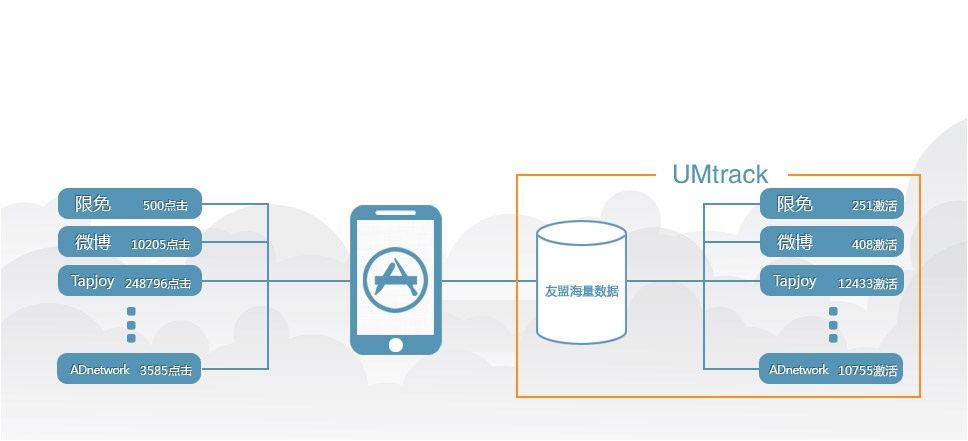 UMtrack
限免 500点击
微博 10205点击
Tapjoy 248796点击
ADnetwork 3585点击
友盟海量数据
限免 251激活
微博 408激活
Tapjoy 12433激活
ADnetwork 10755激活